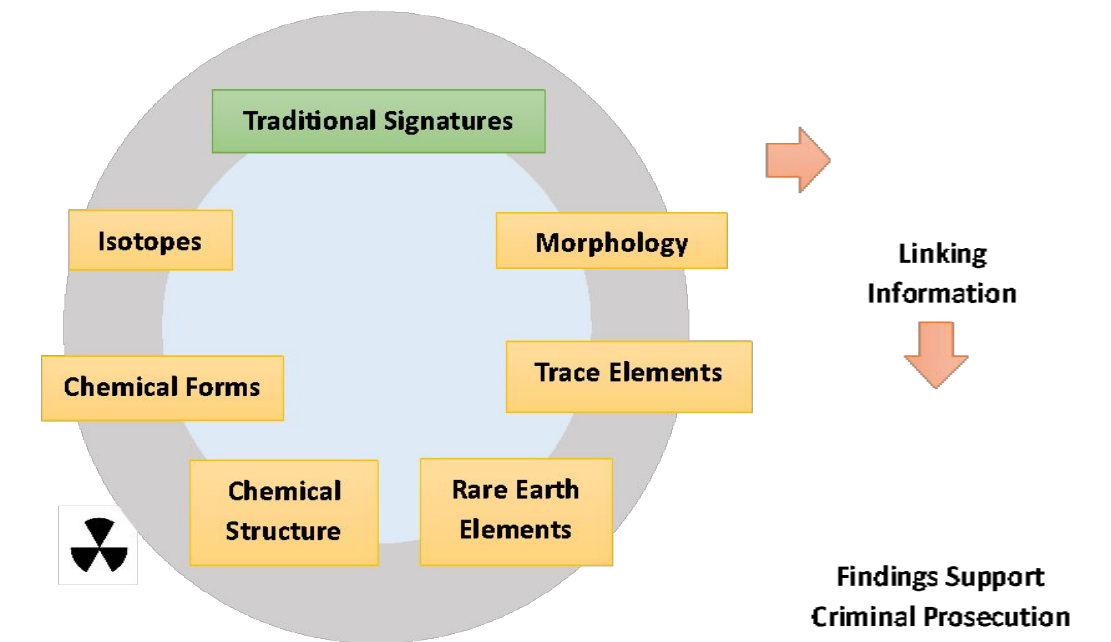 Traditional Signatures
Isotopes
Morphology
Linking
Information
Chemical Forms
Trace Elements
Chemical
Structure
Rare Earth
Elements
Findings Support
Criminal Prosecution